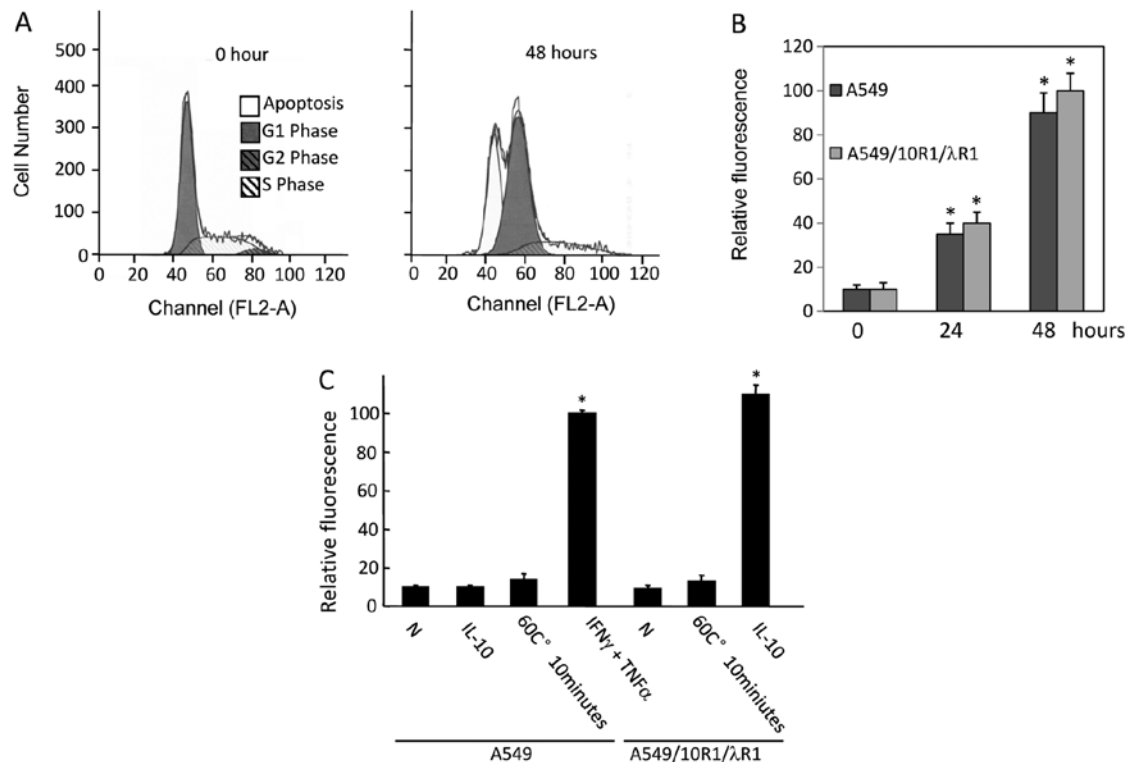 A
0 hour
Cell Number
500
400
300
200
100
0
Apoptosis
G1 Phase
G2 Phase
S Phase
0 20 40 60 80 100 120
Channel (FL2-A)
48 hours
0 20 40 60 80 100 120
Channel (FL2-A)
B
Relative fluorescence
120
100
80
60
40
20
0
A549
A549/10R1/λR1
* *
* *
0 24 48 hours
C
Relative fluorescence
100
80
60
40
20
0
*
*
N
IL-10
60C° 10minutes
IFNγ + TNFα
N
60C° 10miniutes
IL-10
A549
A549/10R1/λR1